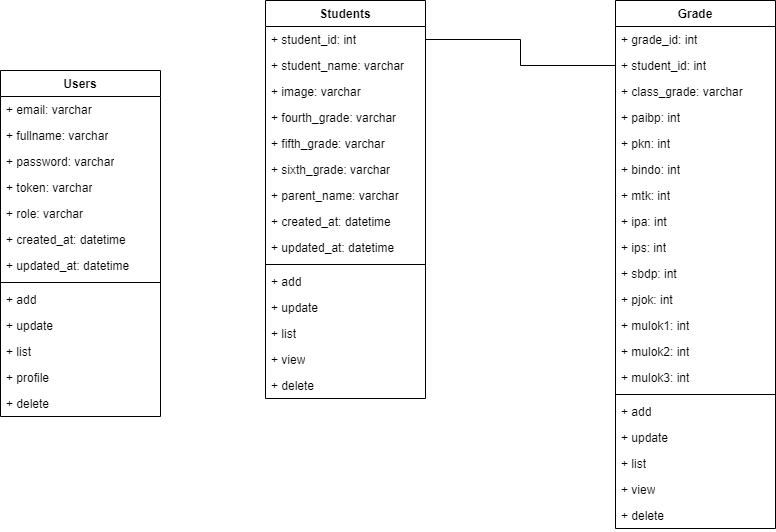 Users
+ email: varchar
+ fullname: varchar
+ password: varchar
+ token: varchar
+ role: varchar
+ created_at: datetime
+ updated_at: datetime
+ add
+ update
+ list
+ profile
+ delete
Students
+ student_id: int
+ student_name: varchar
+ image: varchar
+ fourth_grade: varchar
+ fifth_grade: varchar
+ sixth_grade: varchar
+ parent_name: varchar
+ created_at: datetime
+ updated_at: datetime
+ add
+ update
+ list
+ view
+ delete
Grade
+ grade_id: int
+ student_id: int
+ class_grade: varchar
+ paibp: int
+ pkn: int
+ bindo: int
+ mtk: int
+ ipa: int
+ ips: int
+ sbdp: int
+ pjok: int
+ mulok1: int
+ mulok2: int
+ mulok3: int
+ add
+ update
+ list
+ view
+ delete